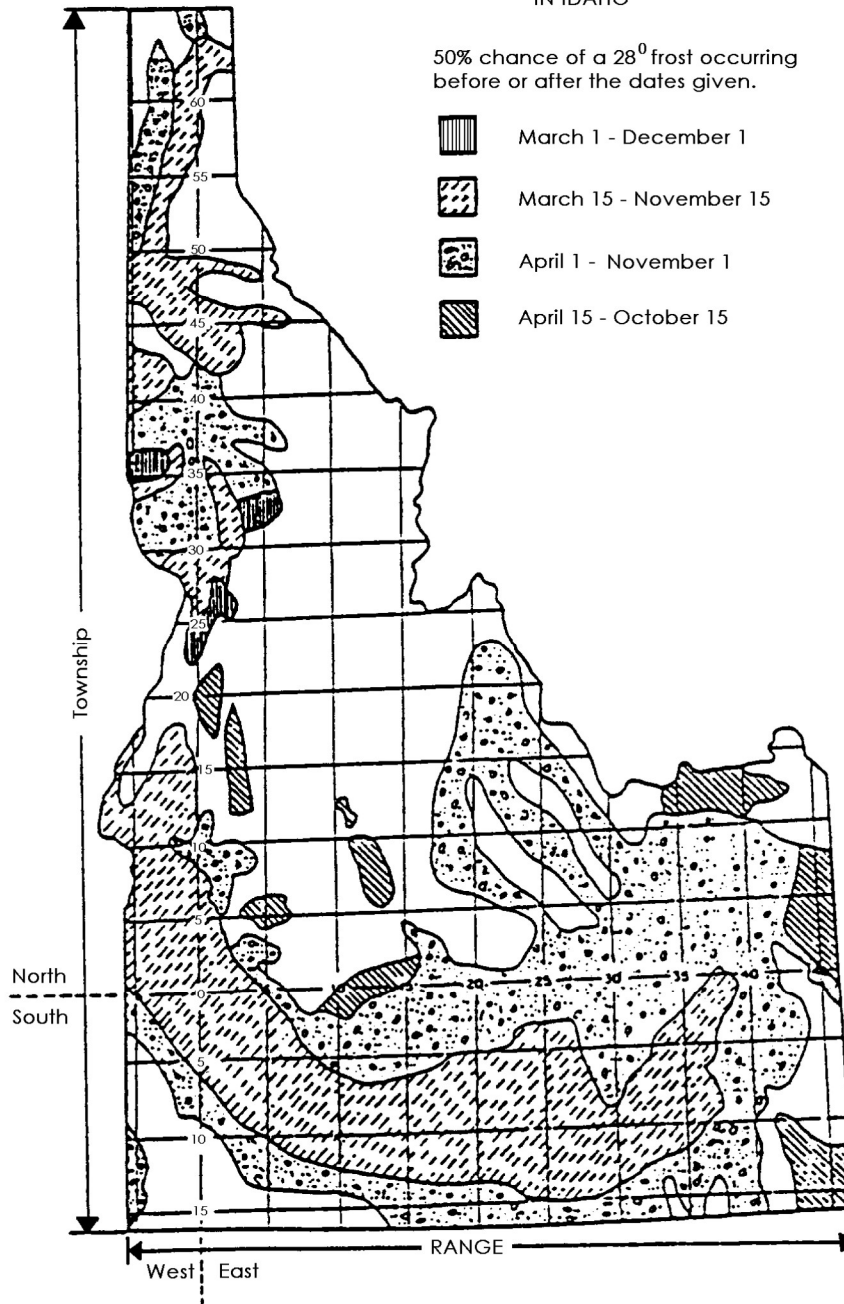 IN IDAHO
50% chance of a 28⁰ frost occurring
before or after the dates given.
March 1 - December 1
March 15 - November 15
April 1 - November 1
April 15 - October 15
60
55
50
45
40
35
30
25
20
15
10
5
Township
North
South
0
20 25 30 35 40
5
10
15
RANGE
West East